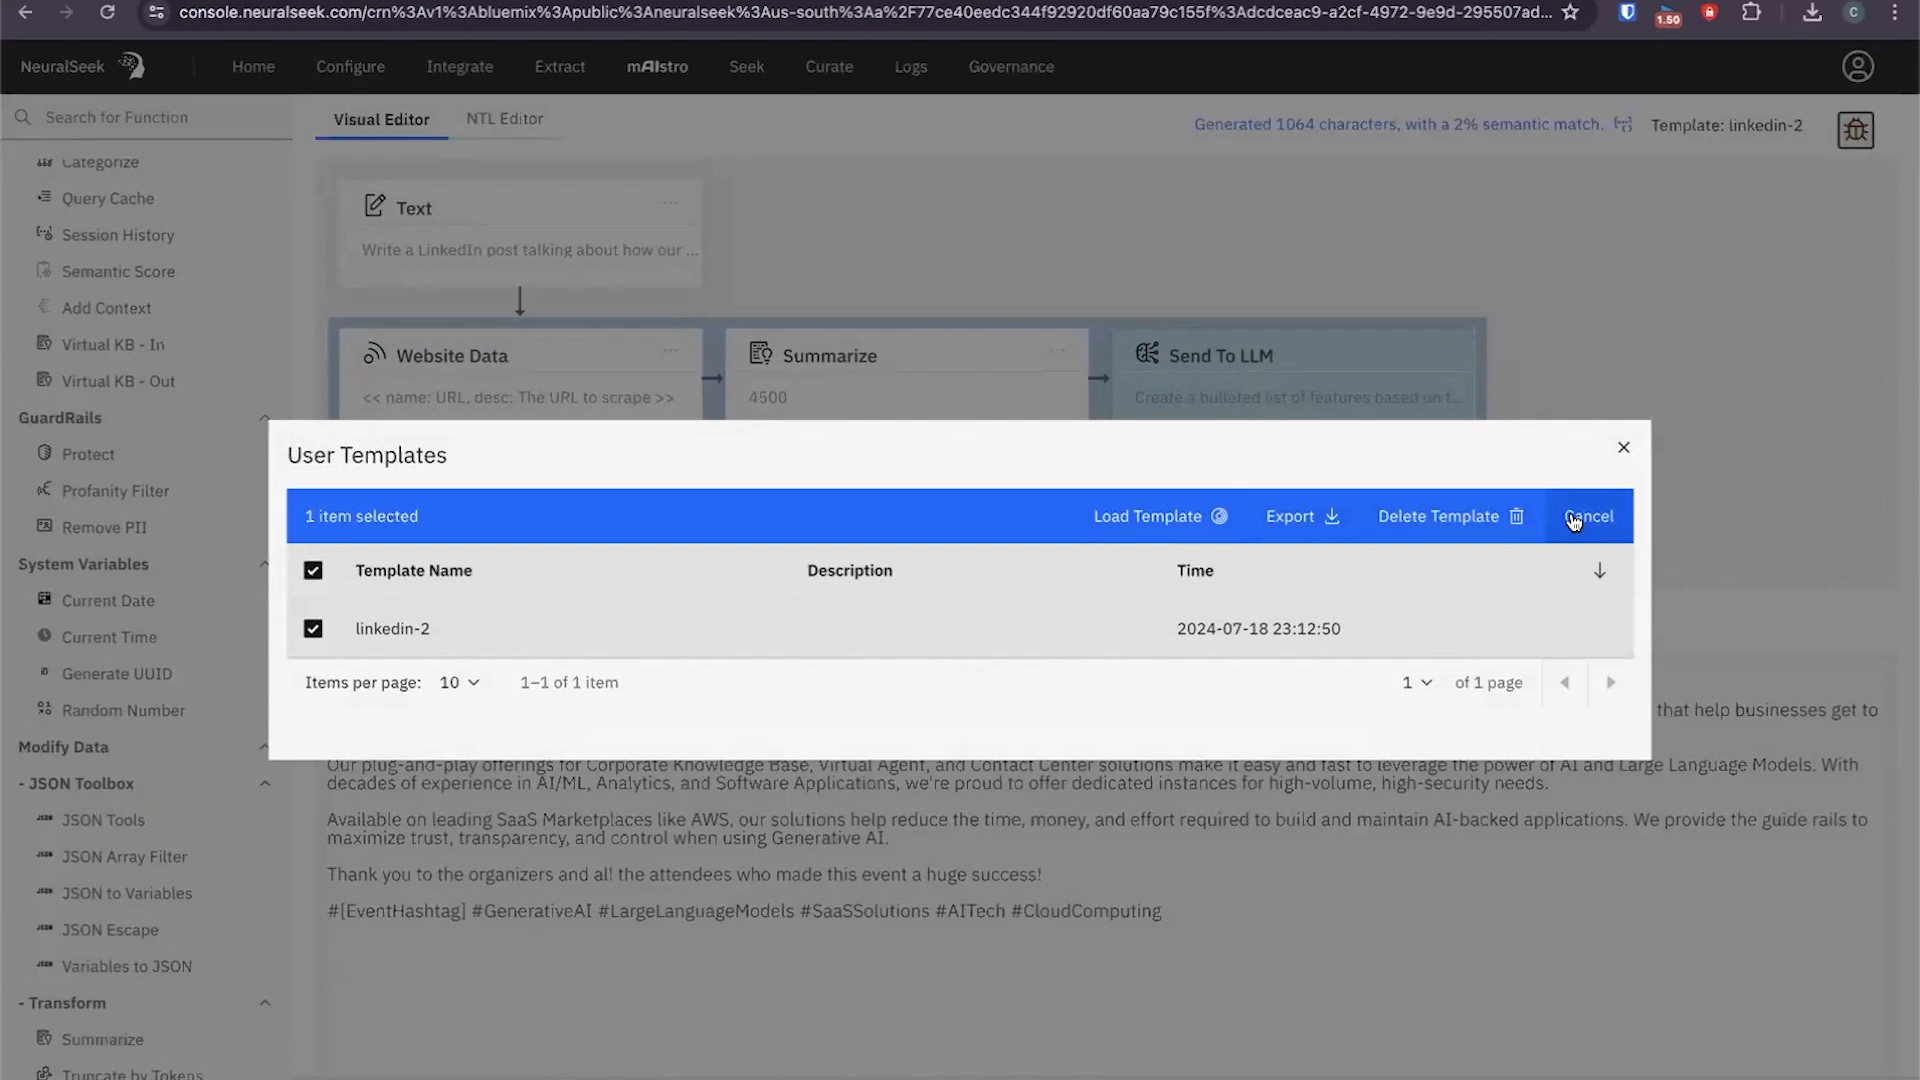 console.neuralseek.com/crn%3Av1%3Abluemix%3Apublic%3Aneuralseek%3Aus-south%3Aa%2F77ce40eedc344f92920df60aa79c155f%3Adcdceac9-a2cf-4972-9e9d-295507ad...
1.50
C
NeuralSeek
Home
Configure
Integrate
Extract
mAIstro
Seek
Curate
Logs
Governance
Search for Function
Visual Editor
NTL Editor
Generated 1064 characters, with a 2% semantic match.
Template: linkedin-2
Categorize
Query Cache
Session History
Semantic Score
Add Context
Virtual KB - In
Virtual KB - Out
GuardRails
Protect
Profanity Filter
Remove PII
System Variables
Current Date
Current Time
Generate UUID
Random Number
Modify Data
- JSON Toolbox
JSON Tools
JSON Array Filter
JSON to Variables
JSON Escape
Variables to JSON
- Transform
Summarize
Truncate by Tokens
Text
Write a LinkedIn post talking about how our ...
Website Data
<< name: URL, desc: The URL to scrape >>
Summarize
4500
Send To LLM
Create a bulleted list of features based on t...
User Templates
1 item selected
Load Template
Export
Delete Template
Cancel
Template Name
Description
Time
linkedin-2
2024-07-18 23:12:50
Items per page: 10
1–1 of 1 item
1
of 1 page
that help businesses get to
Our plug-and-play offerings for Corporate Knowledge Base, Virtual Agent, and Contact Center solutions make it easy and fast to leverage the power of AI and Large Language Models. With
decades of experience in AI/ML, Analytics, and Software Applications, we're proud to offer dedicated instances for high-volume, high-security needs.
Available on leading SaaS Marketplaces like AWS, our solutions help reduce the time, money, and effort required to build and maintain AI-backed applications. We provide the guide rails to
maximize trust, transparency, and control when using Generative AI.
Thank you to the organizers and all the attendees who made this event a huge success!
#[EventHashtag] #GenerativeAI #LargeLanguageModels #SaaSSolutions #AITech #CloudComputing